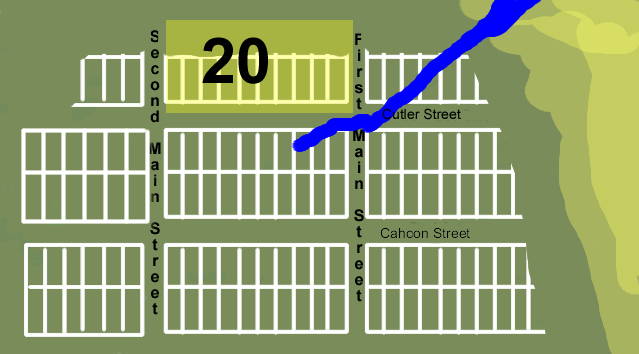 Second Main Street
20
First Main Street
Cutler Street
Cahcon Street